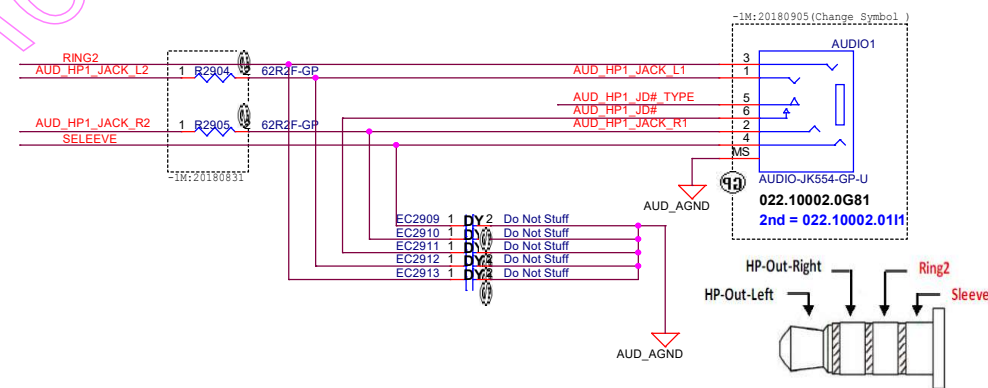 -1M:20180905(Change Symbol )
AUDIO1
RING2
3
AUD_HP1_JACK_L2
1 R2904 2 62R2F-GP
AUD_HP1_JACK_L1
1
AUD_HP1_JD#_TYPE
5
AUD_HP1_JD#
6
AUD_HP1_JACK_R2
1 R2905 2 62R2F-GP
AUD_HP1_JACK_R1
2
SELEEVE
4
MS
-1M:20180831
AUDIO-JK554-GP-U
AUD_AGND
022.10002.0G81
2nd = 022.10002.01I1
EC2909 1 DY 2 Do Not Stuff
EC2910 1 DY Do Not Stuff
EC2911 1 DY 2 Do Not Stuff
EC2912 1 DY 2 Do Not Stuff
EC2913 1 DY 2 Do Not Stuff
AUD_AGND
HP-Out-Right
Ring2
HP-Out-Left
Sleeve